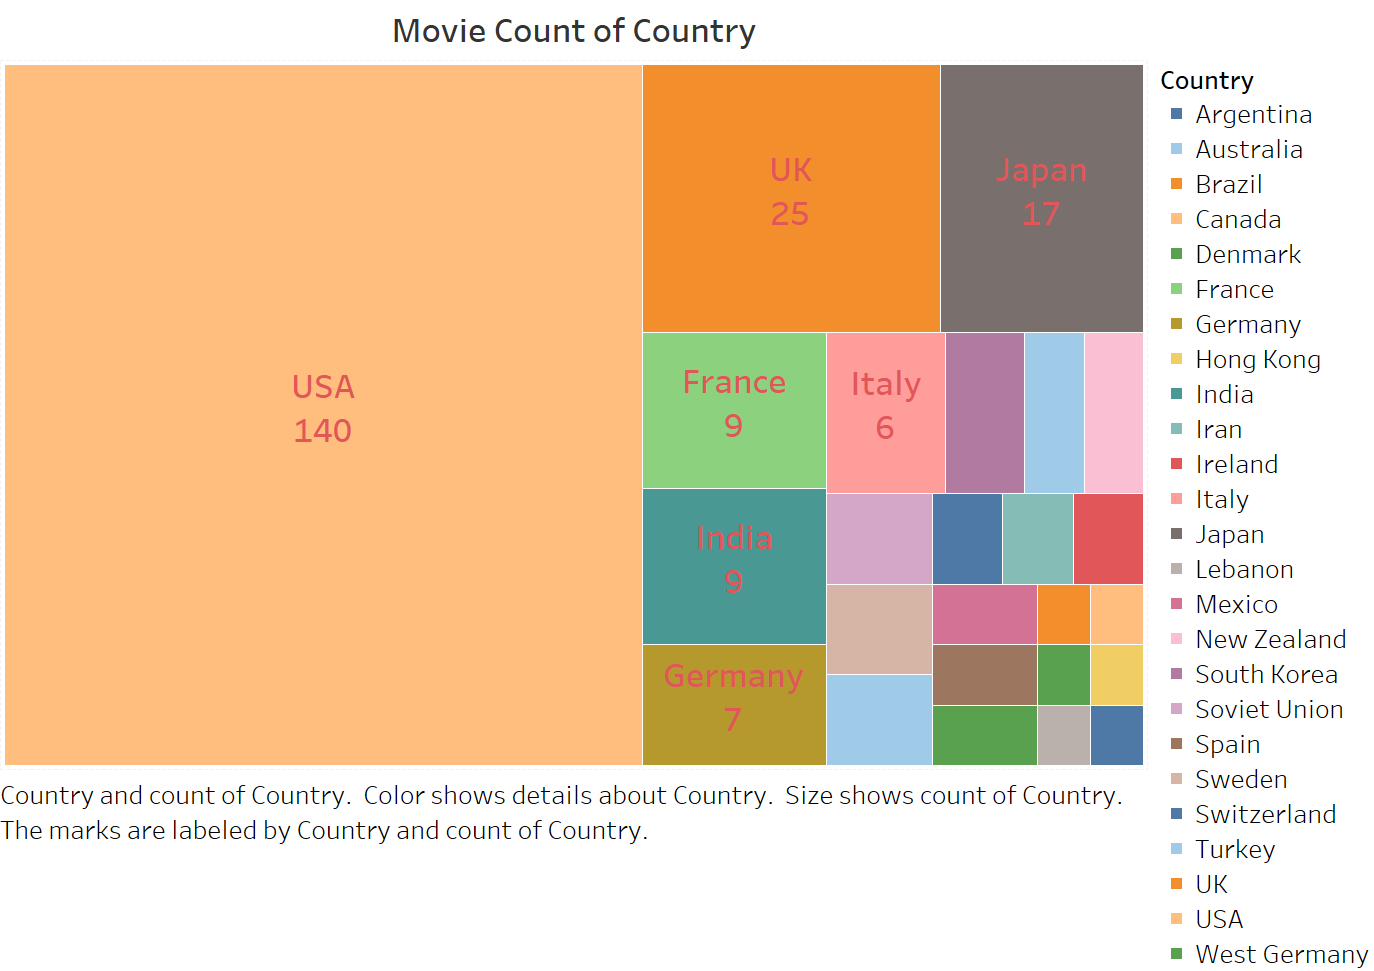 Movie Count of Country
USA
140
UK
25
Japan
17
France
9
Italy
6
India
9
Germany
7
Country
Argentina
Australia
Brazil
Canada
Denmark
France
Germany
Hong Kong
India
Iran
Ireland
Italy
Japan
Lebanon
Mexico
New Zealand
South Korea
Soviet Union
Spain
Sweden
Switzerland
Turkey
UK
USA
West Germany
Country and count of Country.  Color shows details about Country.  Size shows count of Country.
The marks are labeled by Country and count of Country.